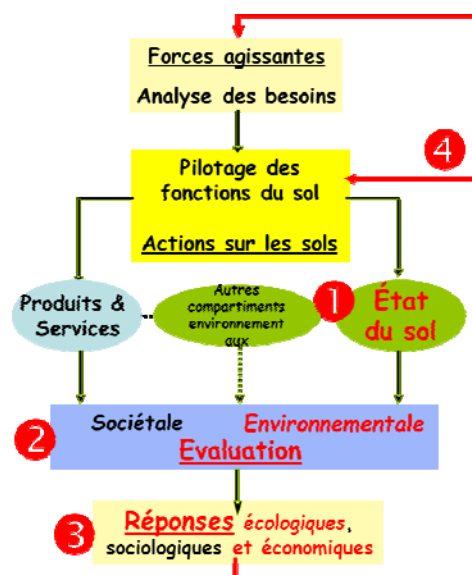 Forces agissantes
Analyse des besoins
4
Pilotage des
fonctions du sol
Actions sur les sols
Produits &
Services
Autres
compartiments
environnement
aux
1
État
du sol
2
Sociétale Environnementale
Evaluation
3
Réponses écologiques,
sociologiques et économiques